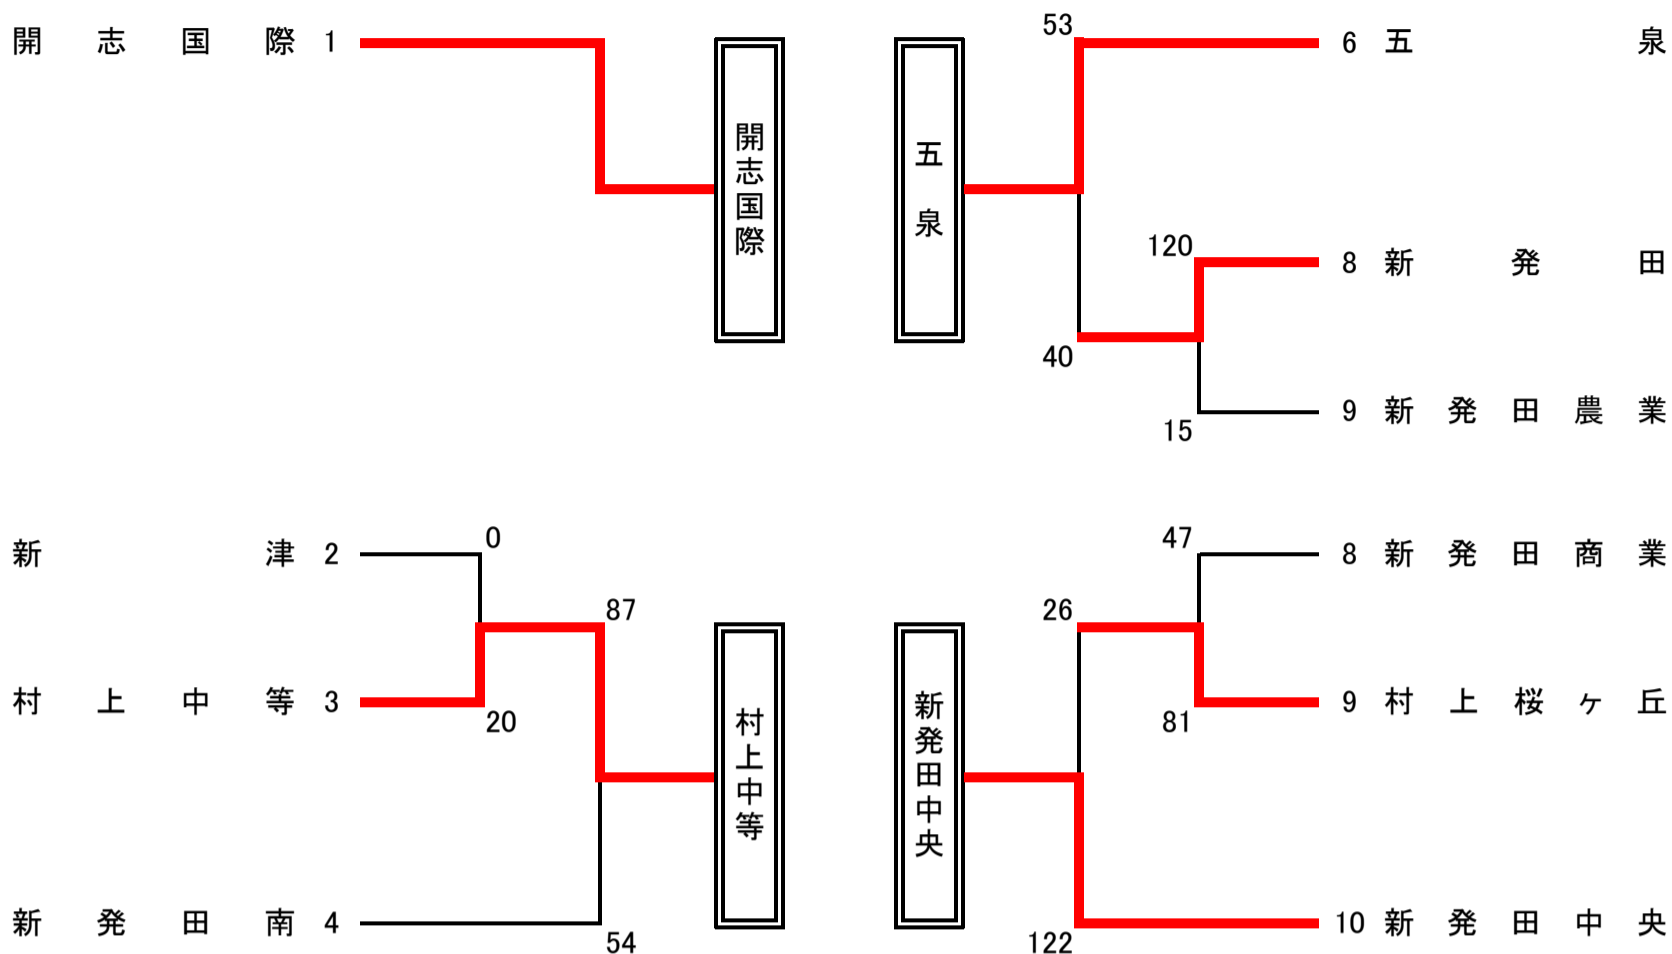 開志国際 1
開志国際
新津 2
0
87
村上中等 3
20
村上中等
新発田南 4
54
53
6 五泉
五泉
120
8 新発田
40
15
9 新発田農業
47
8 新発田商業
26
81
9 村上桜ヶ丘
新発田中央
122
10 新発田中央